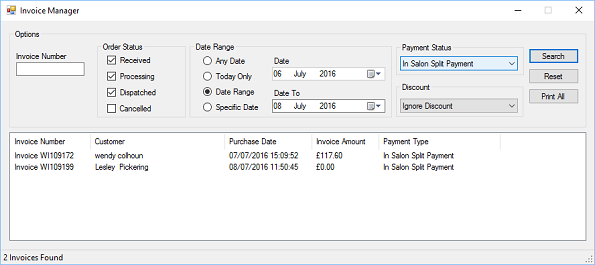 Invoice Manager
Options
Invoice Number
Order Status
Received
Processing
Dispatched
Cancelled
Date Range
Any Date
Today Only
Date Range
Specific Date
Date
06 July 2016
Date To
08 July 2016
Payment Status
In Salon Split Payment
Discount
Ignore Discount
Search
Reset
Print All
Invoice Number Customer Purchase Date Invoice Amount Payment Type
Invoice WI109172 wendy colhoun 07/07/2016 15:09:52 £117.60 In Salon Split Payment
Invoice WI109199 Lesley Pickering 08/07/2016 11:50:45 £0.00 In Salon Split Payment
2 Invoices Found